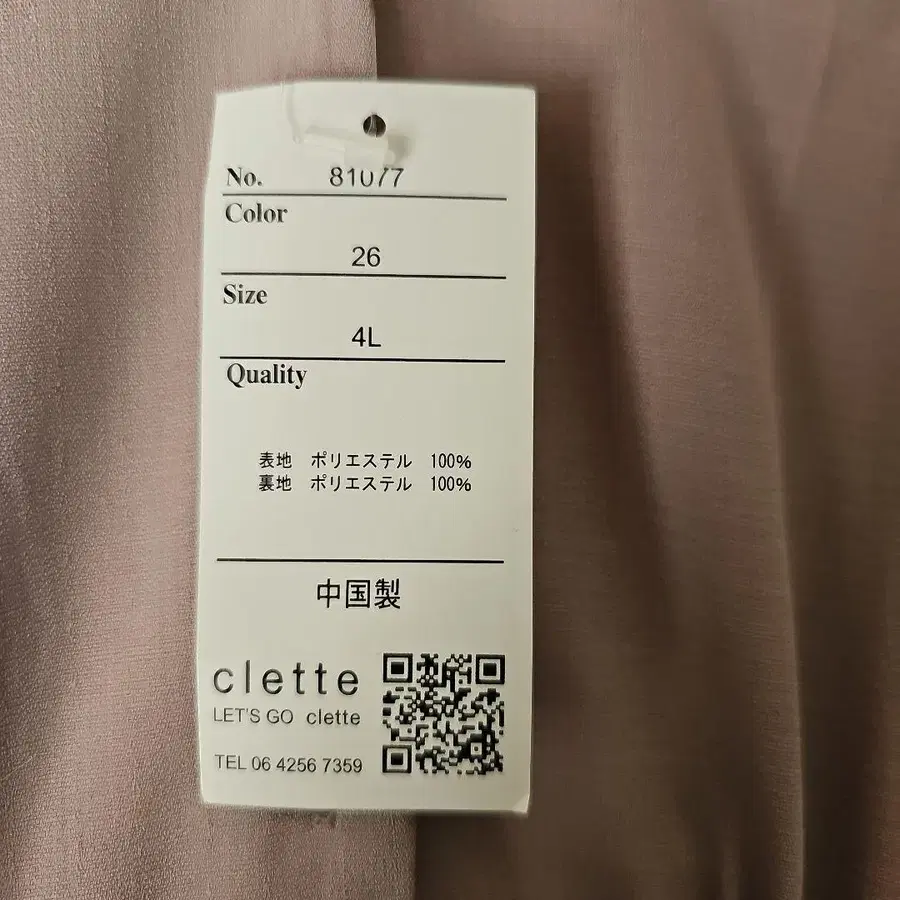 No. 81077
Color
26
Size
4L
Quality
表地 ポリエステル 100%
裏地 ポリエステル 100%
中国製
clette
LET'S GO clette
TEL 06 4256 7359